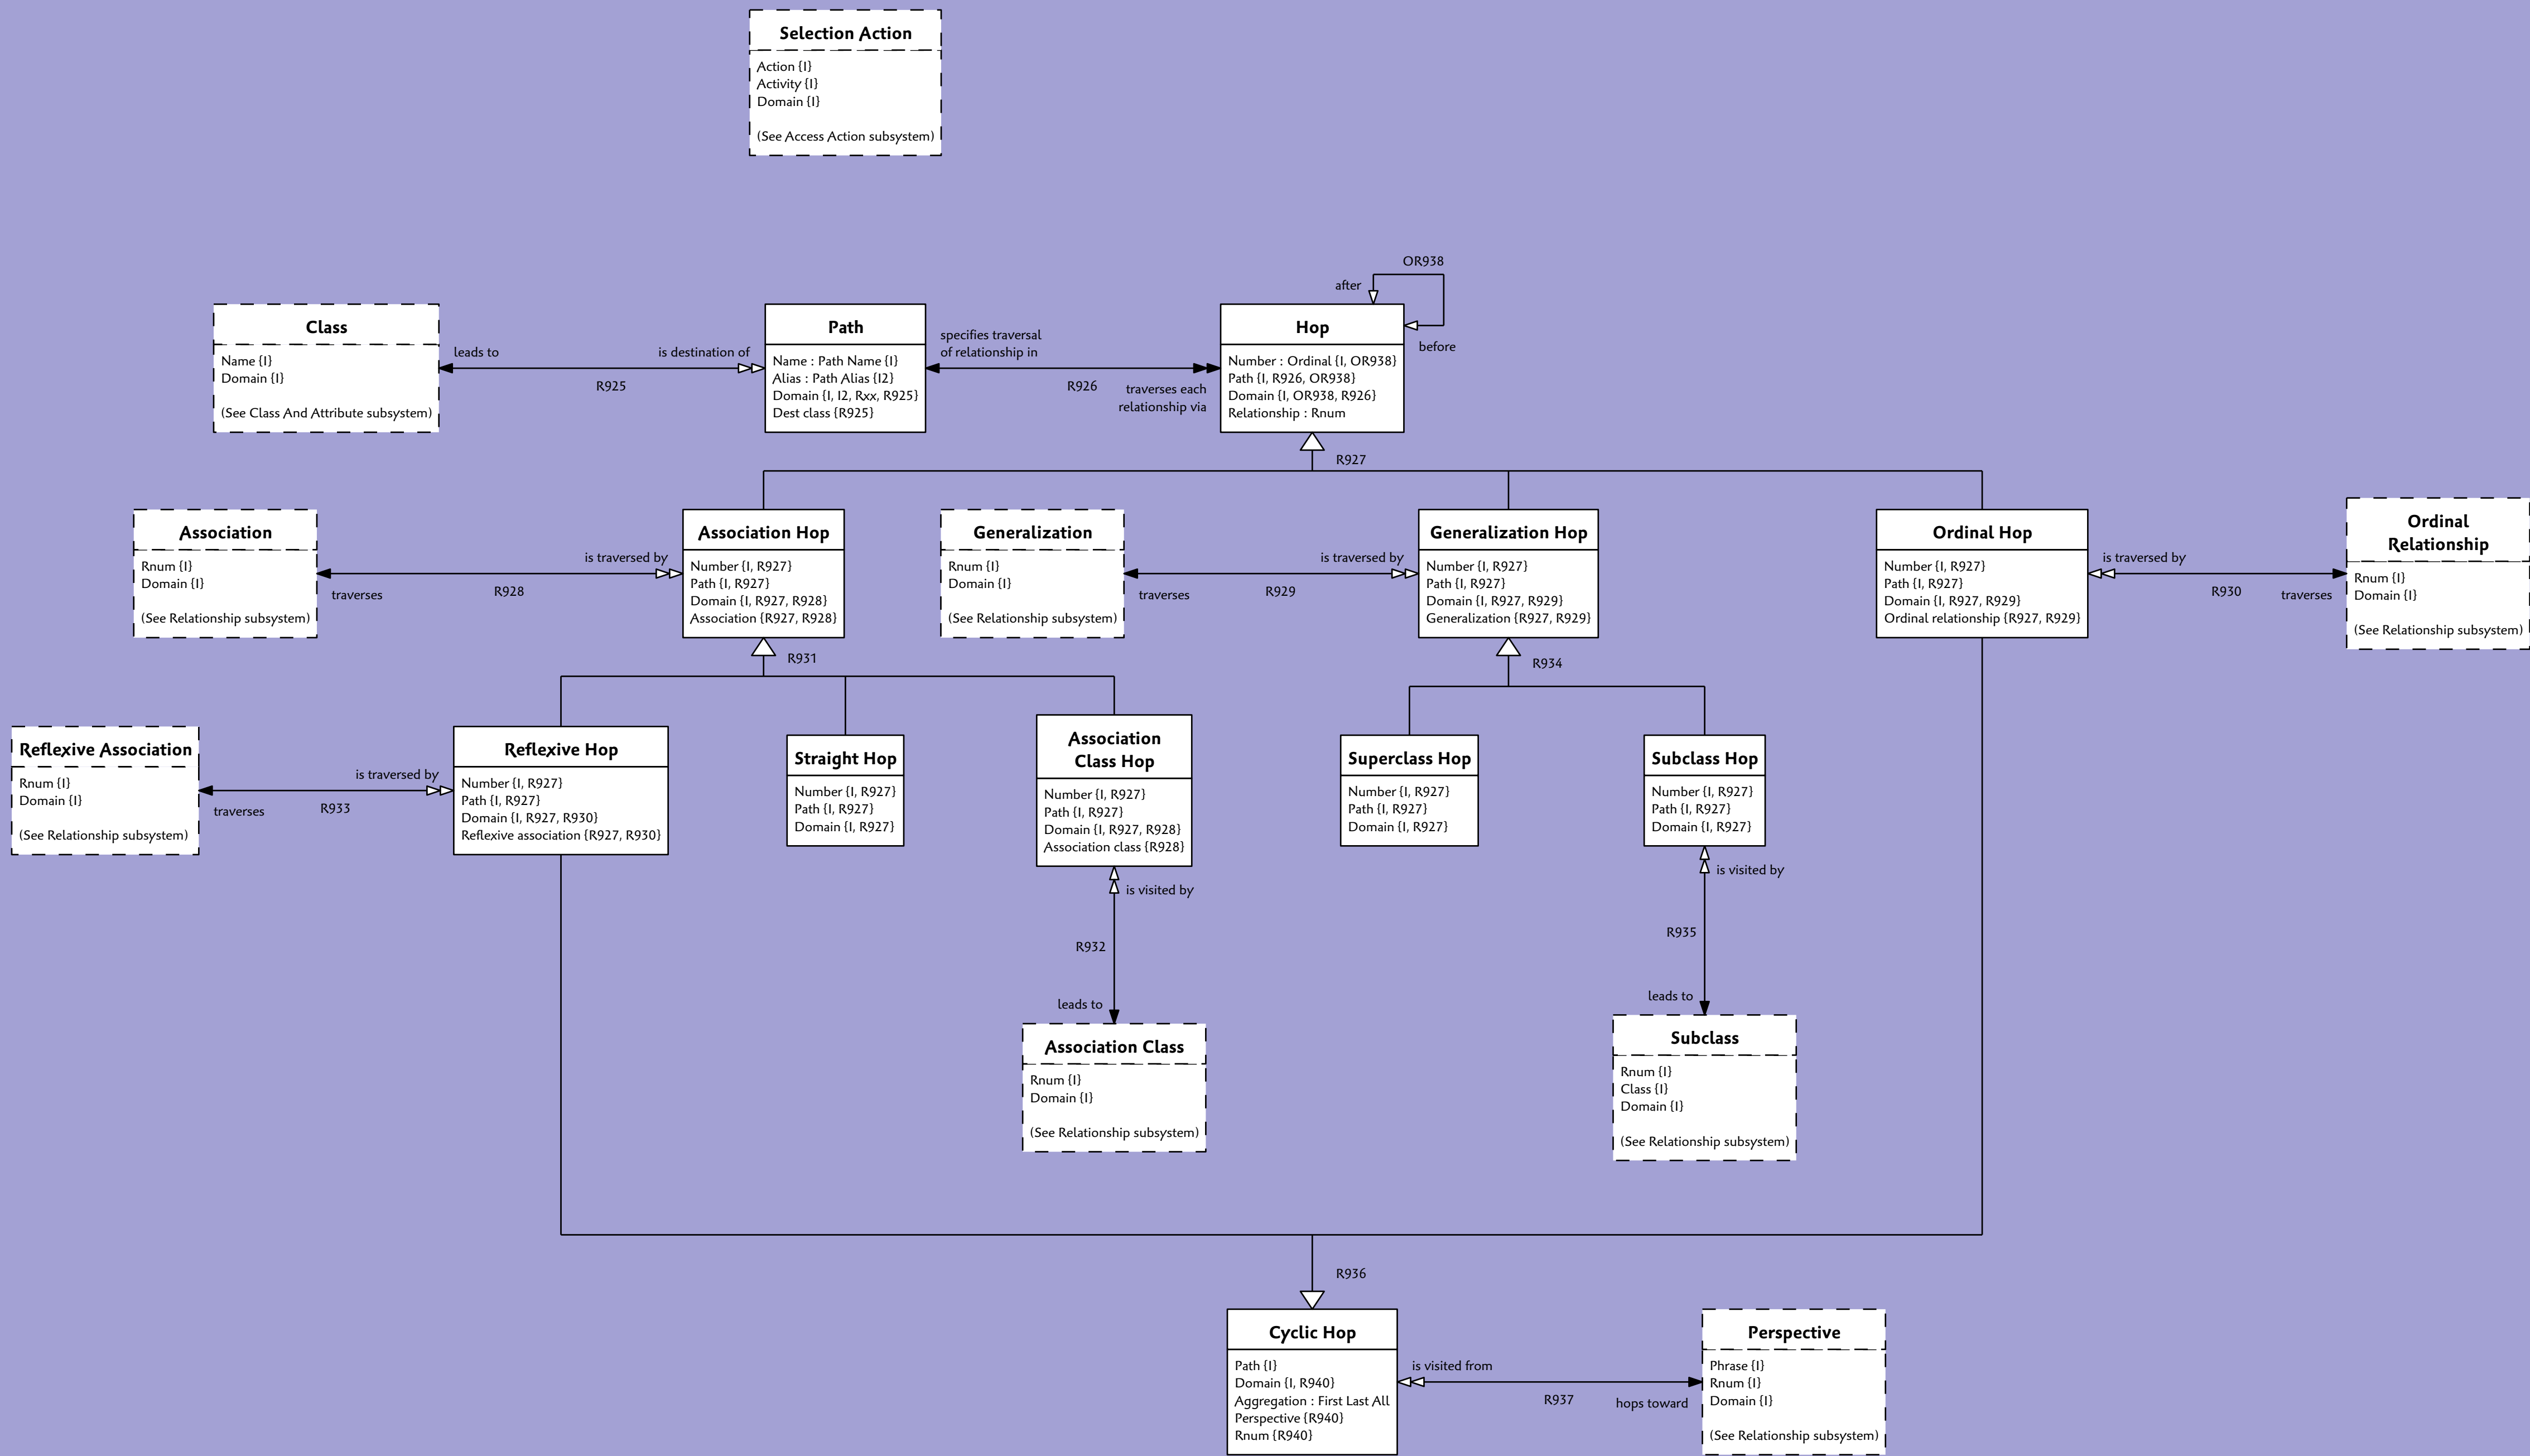 Selection Action
Action {I}
Activity {I}
Domain {I}
(See Access Action subsystem)
OR938
after
before
Class
Name {I}
Domain {I}
(See Class And Attribute subsystem)
leads to
is destination of
R925
Path
Name : Path Name {I}
Alias : Path Alias {I2}
Domain {I, I2, Rxx, R925}
Dest class {R925}
specifies traversal
of relationship in
R926
traverses each
relationship via
Hop
Number : Ordinal {I, OR938}
Path {I, R926, OR938}
Domain {I, OR938, R926}
Relationship : Rnum
R927
Association
Rnum {I}
Domain {I}
(See Relationship subsystem)
is traversed by
traverses
R928
Association Hop
Number {I, R927}
Path {I, R927}
Domain {I, R927, R928}
Association {R927, R928}
Generalization
Rnum {I}
Domain {I}
(See Relationship subsystem)
is traversed by
traverses
R929
Generalization Hop
Number {I, R927}
Path {I, R927}
Domain {I, R927, R929}
Generalization {R927, R929}
Ordinal Hop
Number {I, R927}
Path {I, R927}
Domain {I, R927, R929}
Ordinal relationship {R927, R929}
is traversed by
R930
traverses
Ordinal
Relationship
Rnum {I}
Domain {I}
(See Relationship subsystem)
R931
R934
Reflexive Association
Rnum {I}
Domain {I}
(See Relationship subsystem)
is traversed by
traverses
R933
Reflexive Hop
Number {I, R927}
Path {I, R927}
Domain {I, R927, R930}
Reflexive association {R927, R930}
Straight Hop
Number {I, R927}
Path {I, R927}
Domain {I, R927}
Association
Class Hop
Number {I, R927}
Path {I, R927}
Domain {I, R927, R928}
Association class {R928}
Superclass Hop
Number {I, R927}
Path {I, R927}
Domain {I, R927}
Subclass Hop
Number {I, R927}
Path {I, R927}
Domain {I, R927}
is visited by
R932
leads to
is visited by
R935
leads to
Association Class
Rnum {I}
Domain {I}
(See Relationship subsystem)
Subclass
Rnum {I}
Class {I}
Domain {I}
(See Relationship subsystem)
R936
Cyclic Hop
Path {I}
Domain {I, R940}
Aggregation : First Last All
Perspective {R940}
Rnum {R940}
is visited from
R937
hops toward
Perspective
Phrase {I}
Rnum {I}
Domain {I}
(See Relationship subsystem)